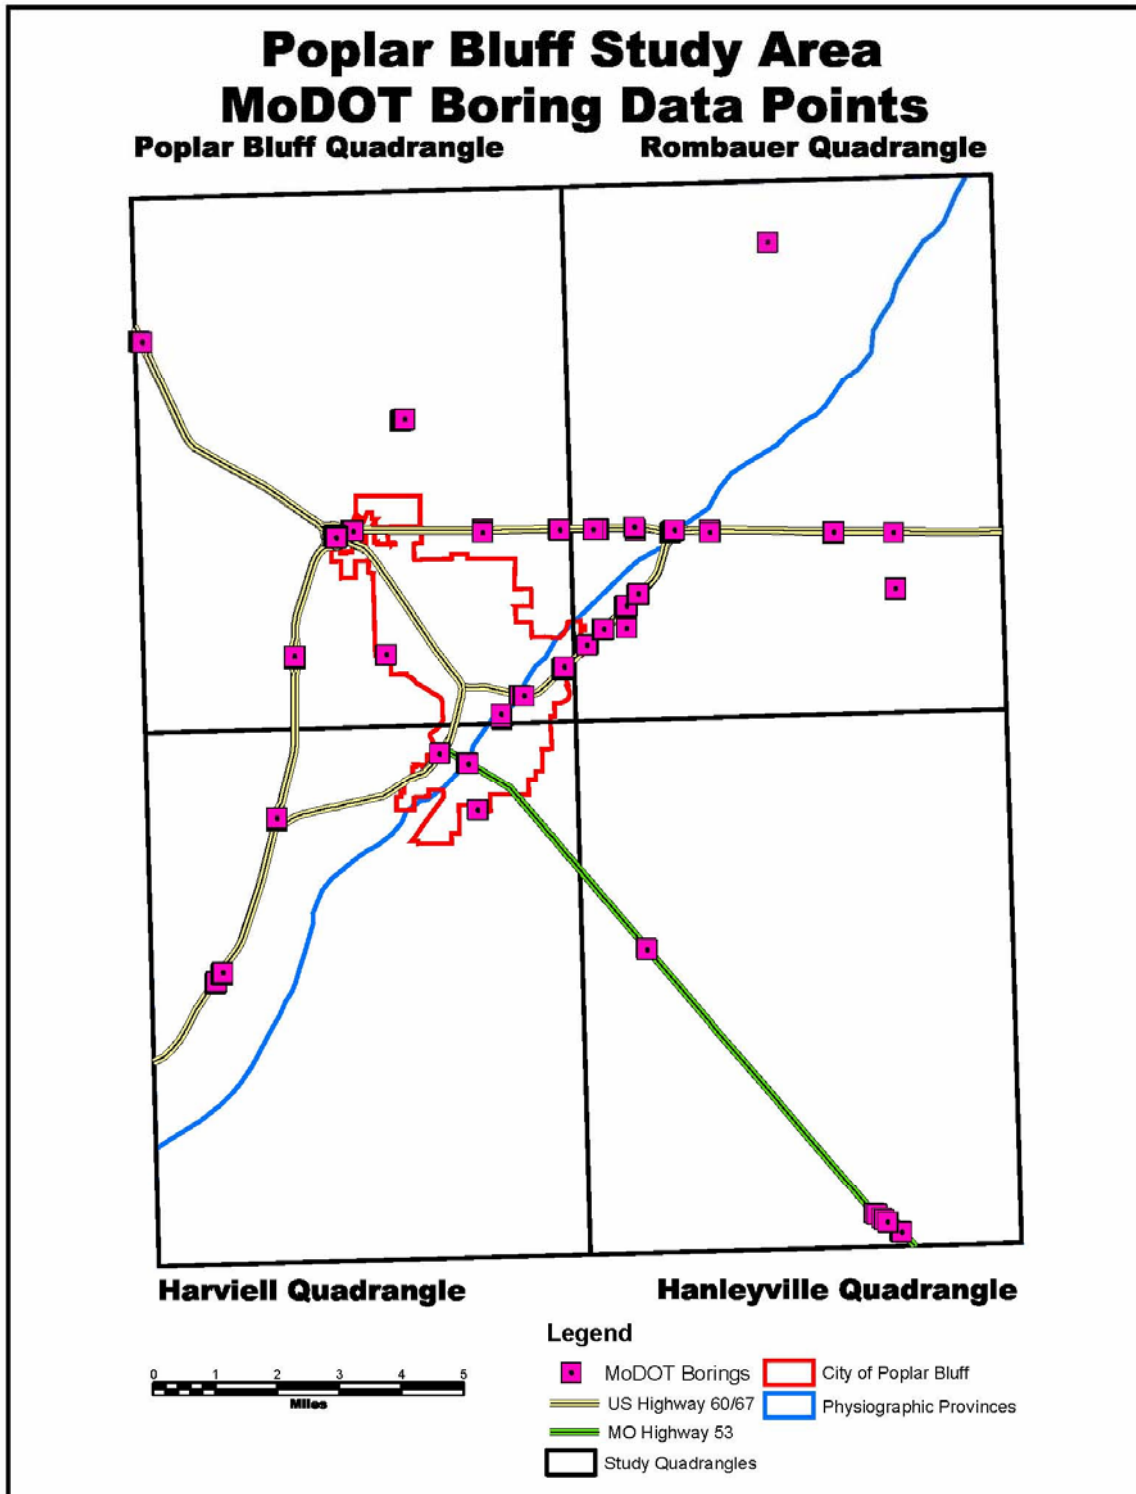 Poplar Bluff Study Area
MoDOT Boring Data Points
Poplar Bluff Quadrangle
Rombauer Quadrangle
Harviell Quadrangle
Hanleyville Quadrangle
Legend
MoDOT Borings
City of Poplar Bluff
US Highway 60/67
Physiographic Provinces
MO Highway 53
Study Quadrangles
0 1 2 3 4 5
Miles